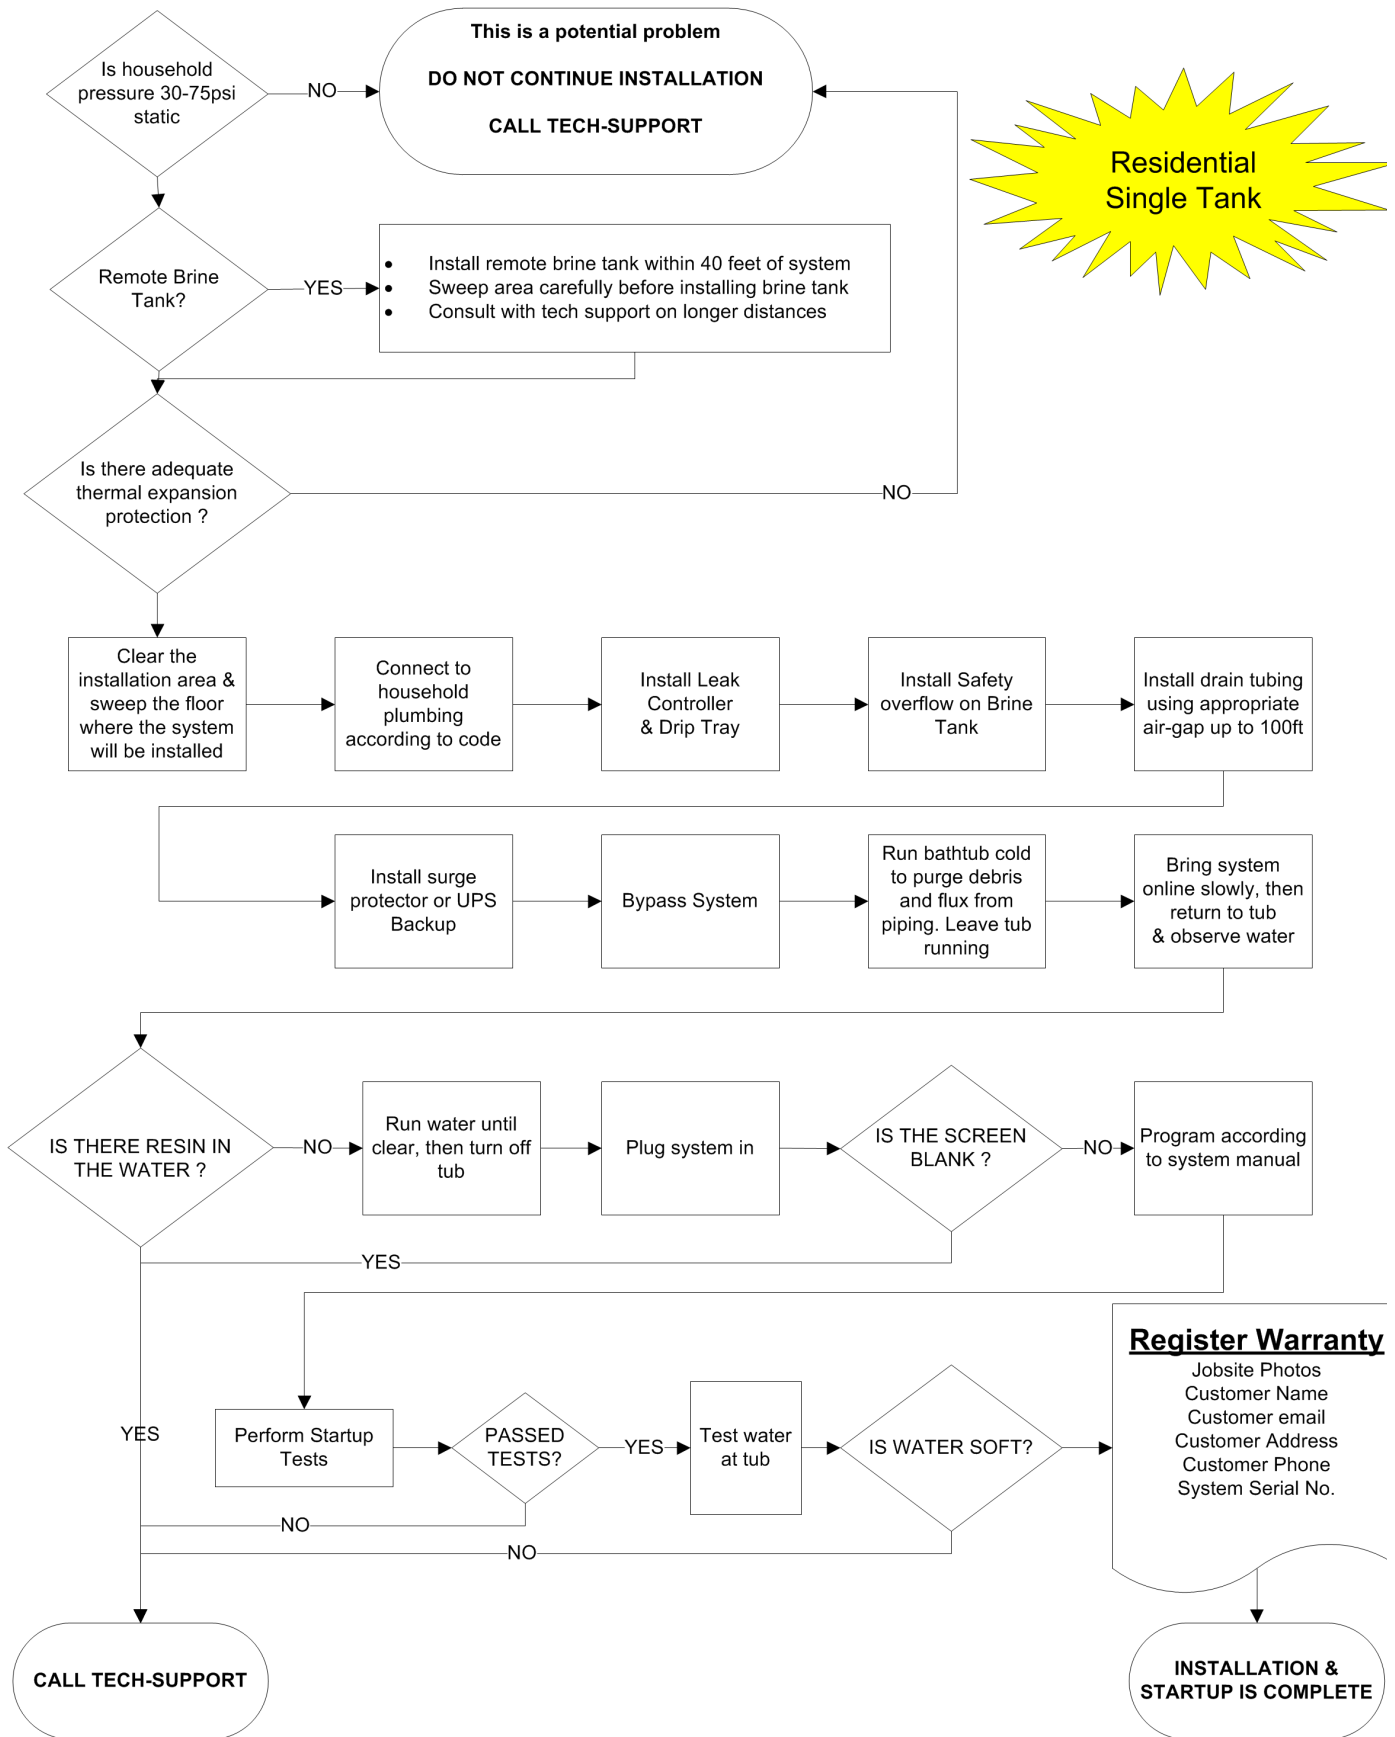 Is household
pressure 30-75psi
static
NO
This is a potential problem
DO NOT CONTINUE INSTALLATION
CALL TECH-SUPPORT
Residential
Single Tank
Remote Brine
Tank?
YES
• Install remote brine tank within 40 feet of system
• Sweep area carefully before installing brine tank
• Consult with tech support on longer distances
Is there adequate
thermal expansion
protection ?
NO
Clear the
installation area &
sweep the floor
where the system
will be installed
Connect to
household
plumbing
according to code
Install Leak
Controller
& Drip Tray
Install Safety
overflow on Brine
Tank
Install drain tubing
using appropriate
air-gap up to 100ft
Install surge
protector or UPS
Backup
Bypass System
Run bathtub cold
to purge debris
and flux from
piping. Leave tub
running
Bring system
online slowly, then
return to tub
& observe water
IS THERE RESIN IN
THE WATER ?
NO
Run water until
clear, then turn off
tub
Plug system in
IS THE SCREEN
BLANK ?
NO
Program according
to system manual
YES
YES
Perform Startup
Tests
PASSED
TESTS?
YES
Test water
at tub
IS WATER SOFT?
Register Warranty
Jobsite Photos
Customer Name
Customer email
Customer Address
Customer Phone
System Serial No.
NO
NO
CALL TECH-SUPPORT
INSTALLATION &
STARTUP IS COMPLETE